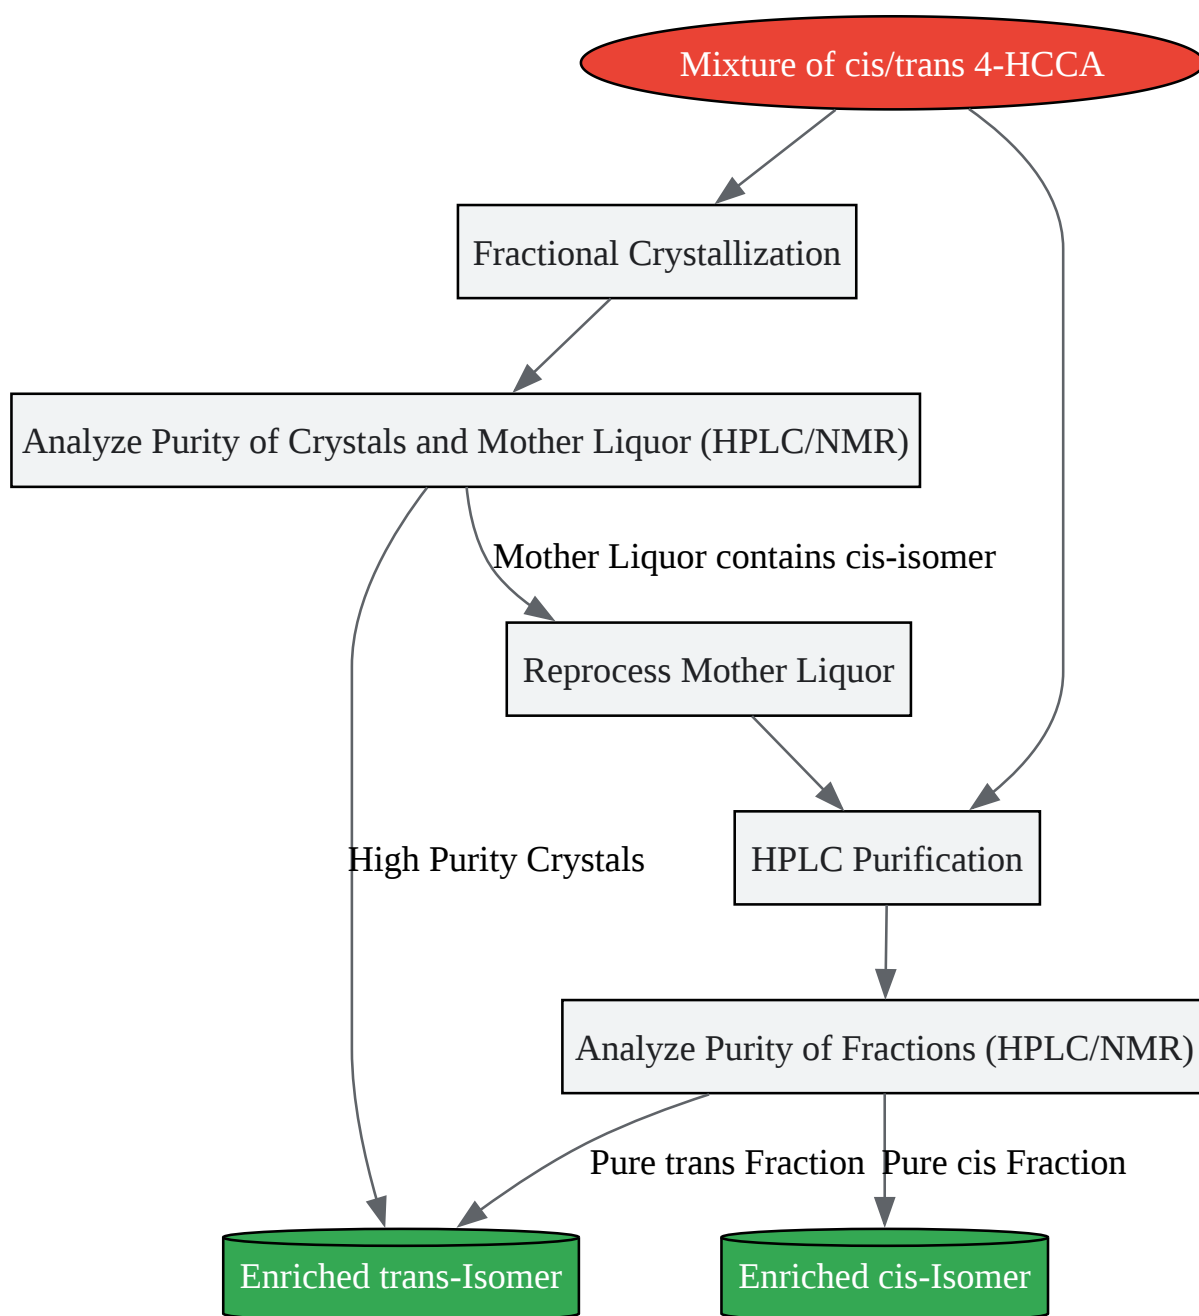 Mixture of cis/trans 4-HCCA
Fractional Crystallization
Analyze Purity of Crystals and Mother Liquor (HPLC/NMR)
Mother Liquor contains cis-isomer
Reprocess Mother Liquor
High Purity Crystals
HPLC Purification
Analyze Purity of Fractions (HPLC/NMR)
Pure trans Fraction
Pure cis Fraction
Enriched trans-Isomer
Enriched cis-Isomer